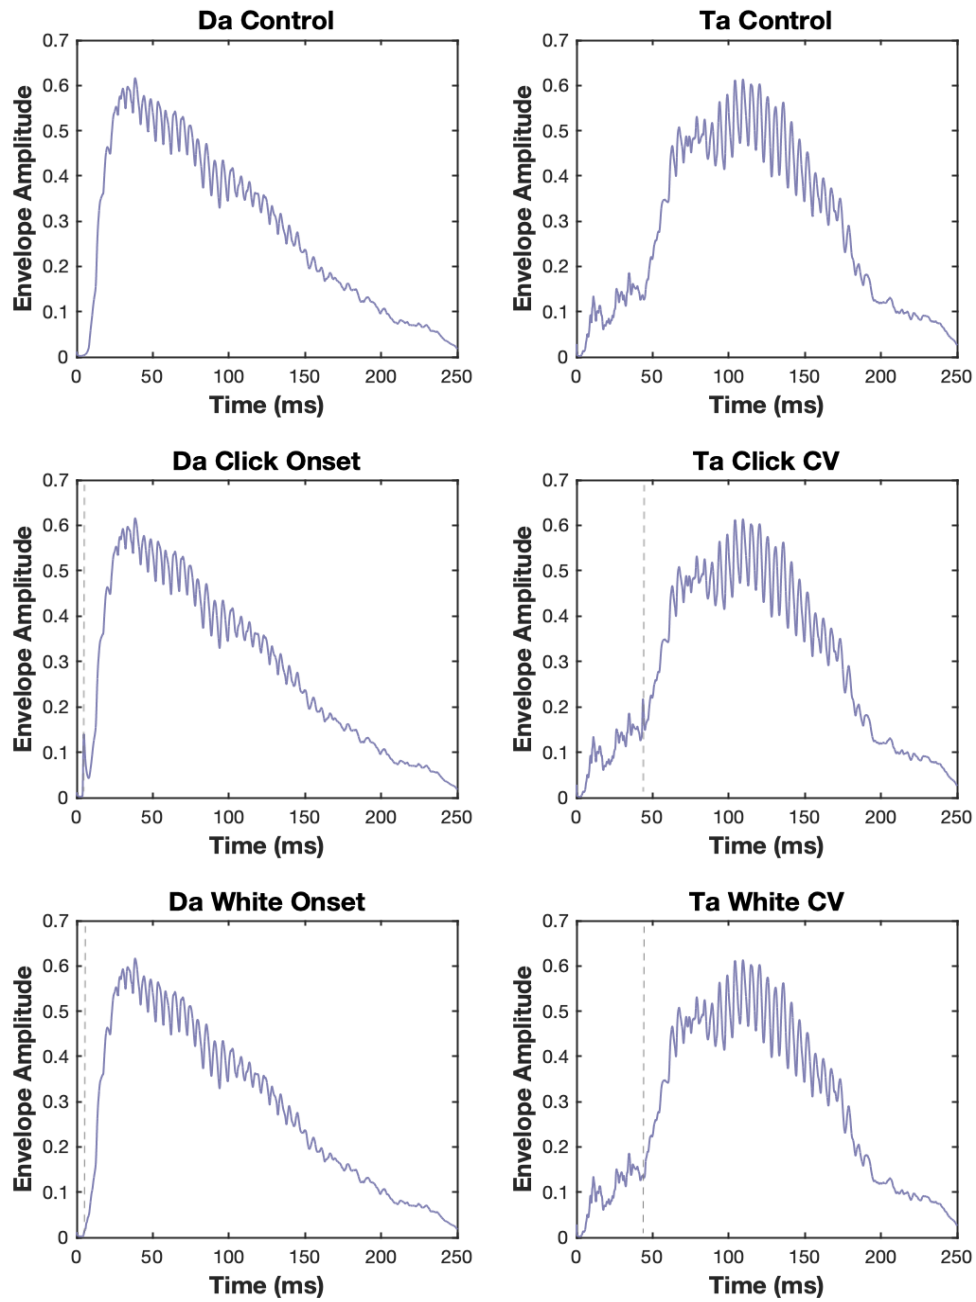 Da Control
Envelope Amplitude
0.7
0.6
0.5
0.4
0.3
0.2
0.1
0
0 50 100 150 200 250
Time (ms)
Ta Control
Envelope Amplitude
0.7
0.6
0.5
0.4
0.3
0.2
0.1
0
0 50 100 150 200 250
Time (ms)
Da Click Onset
Envelope Amplitude
0.7
0.6
0.5
0.4
0.3
0.2
0.1
0
0 50 100 150 200 250
Time (ms)
Ta Click CV
Envelope Amplitude
0.7
0.6
0.5
0.4
0.3
0.2
0.1
0
0 50 100 150 200 250
Time (ms)
Da White Onset
Envelope Amplitude
0.7
0.6
0.5
0.4
0.3
0.2
0.1
0
0 50 100 150 200 250
Time (ms)
Ta White CV
Envelope Amplitude
0.7
0.6
0.5
0.4
0.3
0.2
0.1
0
0 50 100 150 200 250
Time (ms)